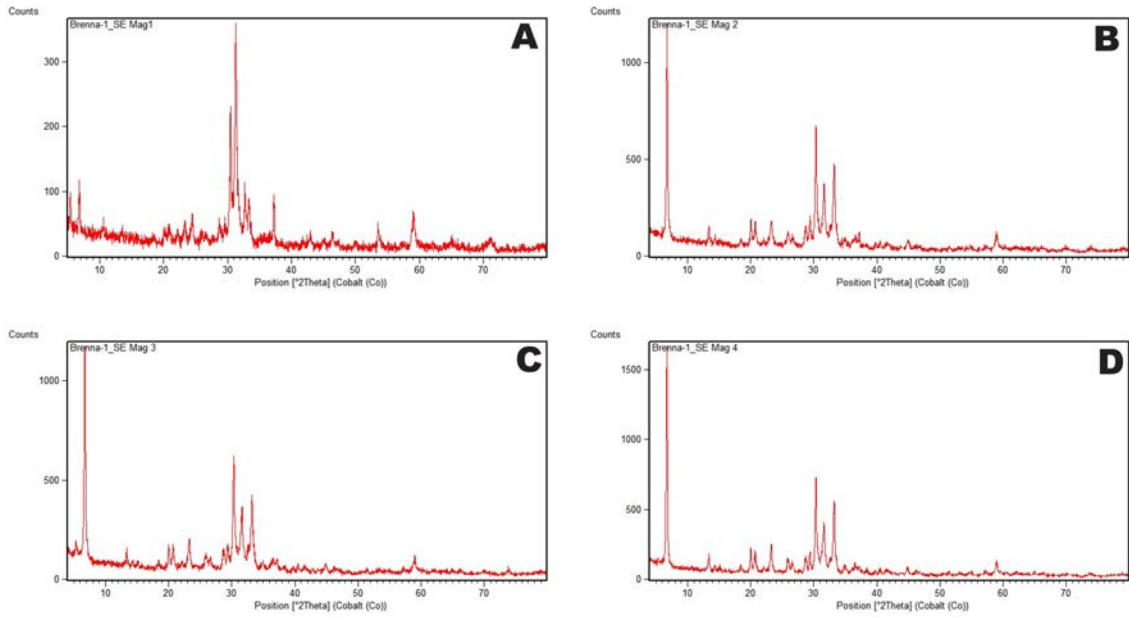 Counts
Brenna-1_SE Mag1
A
300
200
100
0
10 20 30 40 50 60 70
Position [°2Theta] (Cobalt (Co))
Counts
Brenna-1_SE Mag 2
B
1000
500
0
10 20 30 40 50 60 70
Position [°2Theta] (Cobalt (Co))
Counts
Brenna-1_SE Mag 3
C
1000
500
0
10 20 30 40 50 60 70
Position [°2Theta] (Cobalt (Co))
Counts
Brenna-1_SE Mag 4
D
1500
1000
500
0
10 20 30 40 50 60 70
Position [°2Theta] (Cobalt (Co))